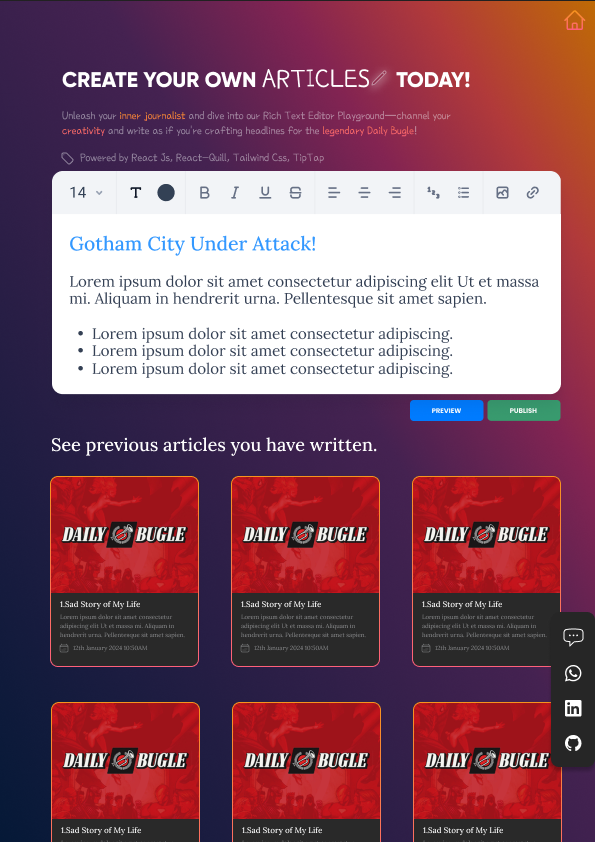 CREATE YOUR OWN ARTICLES TODAY!
Unleash your inner journalist and dive into our Rich Text Editor Playground—channel your
creativity and write as if you're crafting headlines for the legendary Daily Bugle!
Powered by React Js, React-Quill, Tailwind Css, TipTap
14 T B I U S
Gotham City Under Attack!
Lorem ipsum dolor sit amet consectetur adipiscing elit Ut et massa
mi. Aliquam in hendrerit urna. Pellentesque sit amet sapien.
• Lorem ipsum dolor sit amet consectetur adipiscing.
• Lorem ipsum dolor sit amet consectetur adipiscing.
• Lorem ipsum dolor sit amet consectetur adipiscing.
PREVIEW PUBLISH
See previous articles you have written.
DAILY BUGLE
1.Sad Story of My Life
Lorem ipsum dolor sit amet consectetur
adipiscing elit Ut et massa mi. Aliquam in
hendrerit urna. Pellentesque sit amet sapien.
12th January 2024 10:50AM
DAILY BUGLE
1.Sad Story of My Life
Lorem ipsum dolor sit amet consectetur
adipiscing elit Ut et massa mi. Aliquam in
hendrerit urna. Pellentesque sit amet sapien.
12th January 2024 10:50AM
DAILY BUGLE
1.Sad Story of My Life
Lorem ipsum dolor sit amet consectetur
adipiscing elit Ut et massa mi. Aliquam in
hendrerit urna. Pellentesque sit amet sapien.
12th January 2024 10:50AM
in
DAILY BUGLE
1.Sad Story of My Life
DAILY BUGLE
1.Sad Story of My Life
DAILY BUGLE
1.Sad Story of My Life